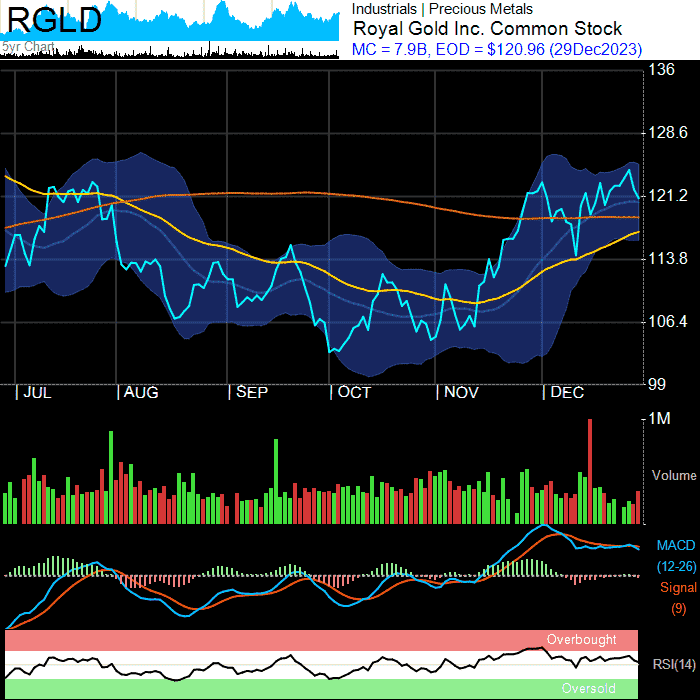 RGLD
5yr Chart
Industrials | Precious Metals
Royal Gold Inc. Common Stock
MC = 7.9B, EOD = $120.96 (29Dec2023)
136
128.6
121.2
113.8
106.4
99
JUL AUG SEP OCT NOV DEC
1M
Volume
MACD
(12-26)
Signal
(9)
Overbought
RSI(14)
Oversold